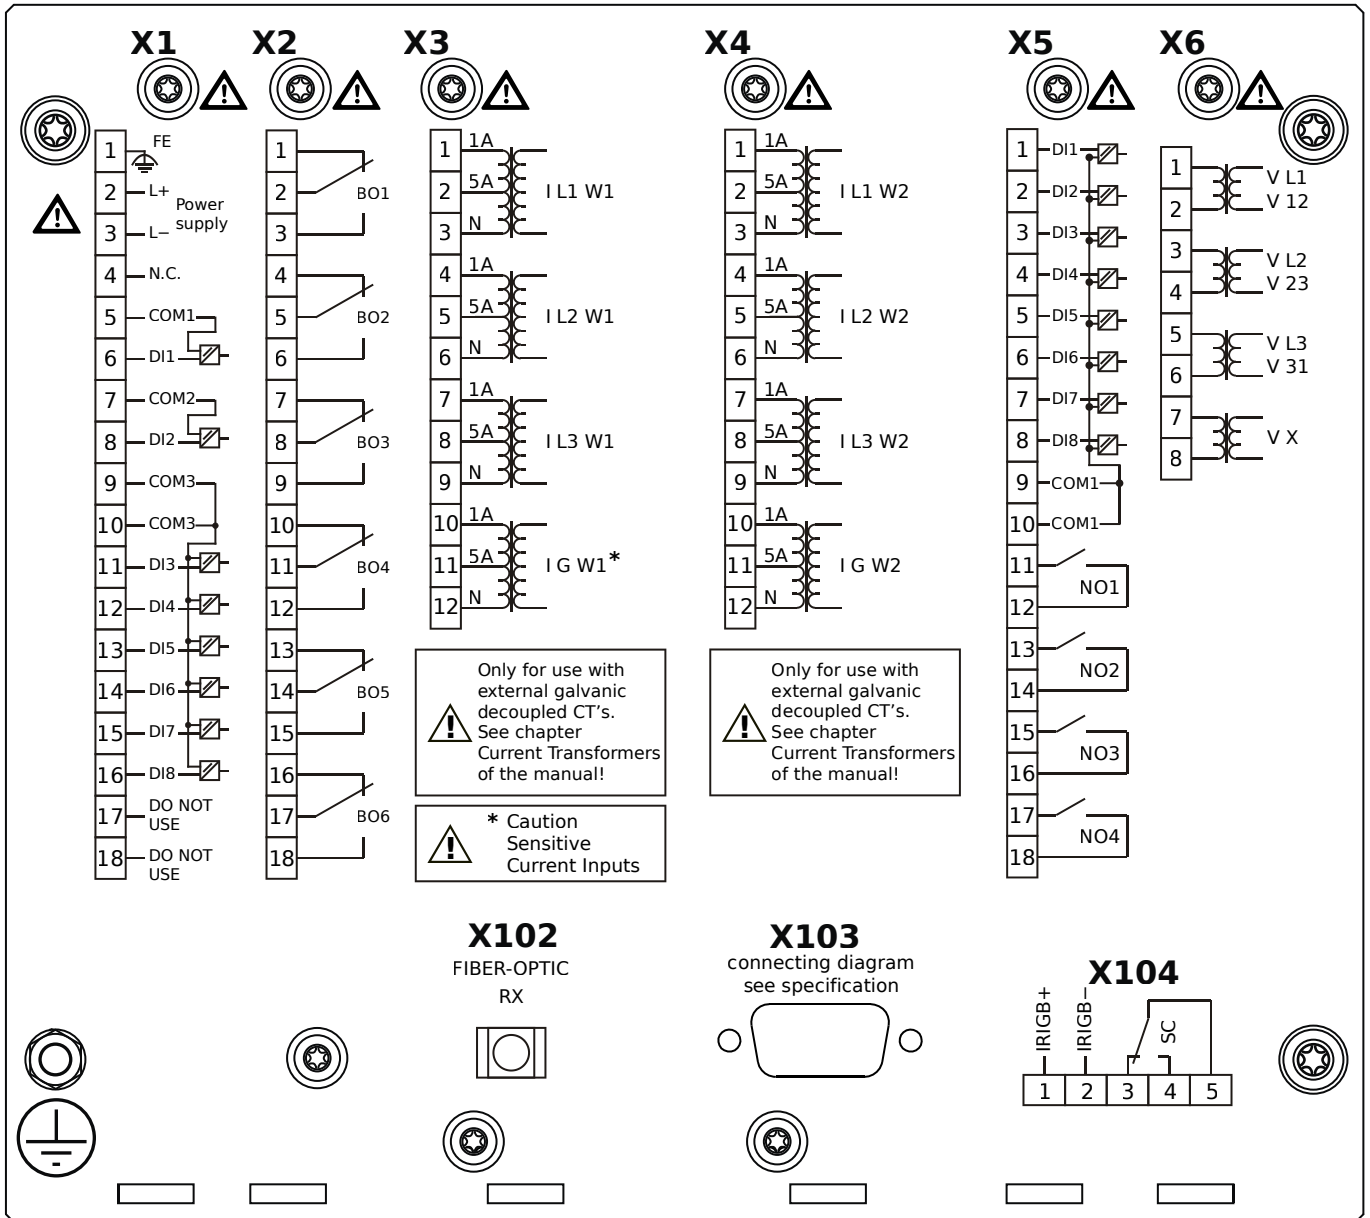 X1 X2 X3 X4 X5 X6
1 FE
2 L+
Power
supply
3 L−
4 N.C.
5 COM1
6 DI1
7 COM2
8 DI2
9 COM3
10 COM3
11 DI3
12 DI4
13 DI5
14 DI6
15 DI7
16 DI8
17 DO NOT
USE
18 DO NOT
USE
1
2 BO1
3
4
5 BO2
6
7
8 BO3
9
10
11 BO4
12
13
14 BO5
15
16
17 BO6
18
1 1A
2 5A I L1 W1
3 N
4 1A
5 5A I L2 W1
6 N
7 1A
8 5A I L3 W1
9 N
10 1A
11 5A I G W1*
12 N
Only for use with
external galvanic
decoupled CT's.
See chapter
Current Transformers
of the manual!
* Caution
Sensitive
Current Inputs
1 1A
2 5A I L1 W2
3 N
4 1A
5 5A I L2 W2
6 N
7 1A
8 5A I L3 W2
9 N
10 1A
11 5A I G W2
12 N
Only for use with
external galvanic
decoupled CT's.
See chapter
Current Transformers
of the manual!
1 DI1
2 DI2
3 DI3
4 DI4
5 DI5
6 DI6
7 DI7
8 DI8
9 COM1
10 COM1
11
NO1
12
13
NO2
14
15
NO3
16
17
NO4
18
1
V L1
2 V 12
3
V L2
4 V 23
5
V L3
6 V 31
7
V X
8
X102
FIBER-OPTIC
RX
X103
connecting diagram
see specification
X104
IRIGB+
IRIGB−
SC
1 2 3 4 5